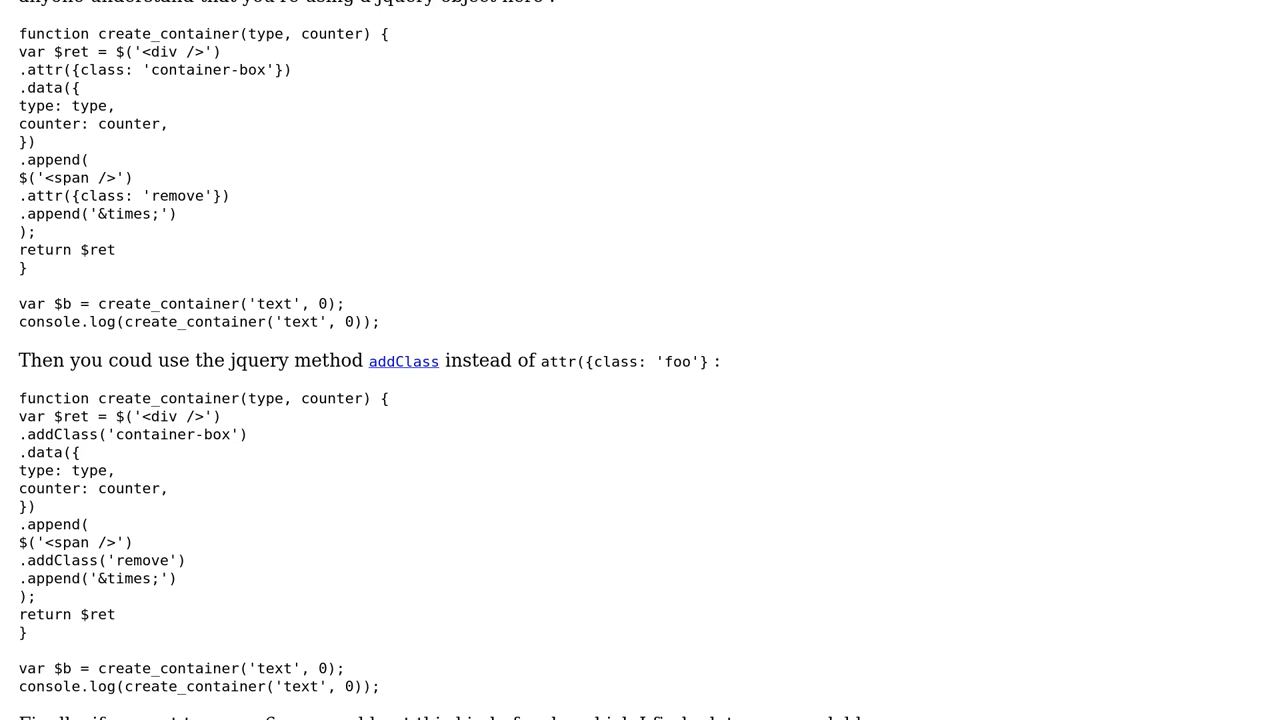 function create_container(type, counter) {
var $ret = $('<div />')
.attr({class: 'container-box'})
.data({
type: type,
counter: counter,
})
.append(
$('<span />')
.attr({class: 'remove'})
.append('&times;')
);
return $ret
}
var $b = create_container('text', 0);
console.log(create_container('text', 0));
Then you coud use the jquery method addClass instead of attr({class: 'foo'} :
function create_container(type, counter) {
var $ret = $('<div />')
.addClass('container-box')
.data({
type: type,
counter: counter,
})
.append(
$('<span />')
.addClass('remove')
.append('&times;')
);
return $ret
}
var $b = create_container('text', 0);
console.log(create_container('text', 0));